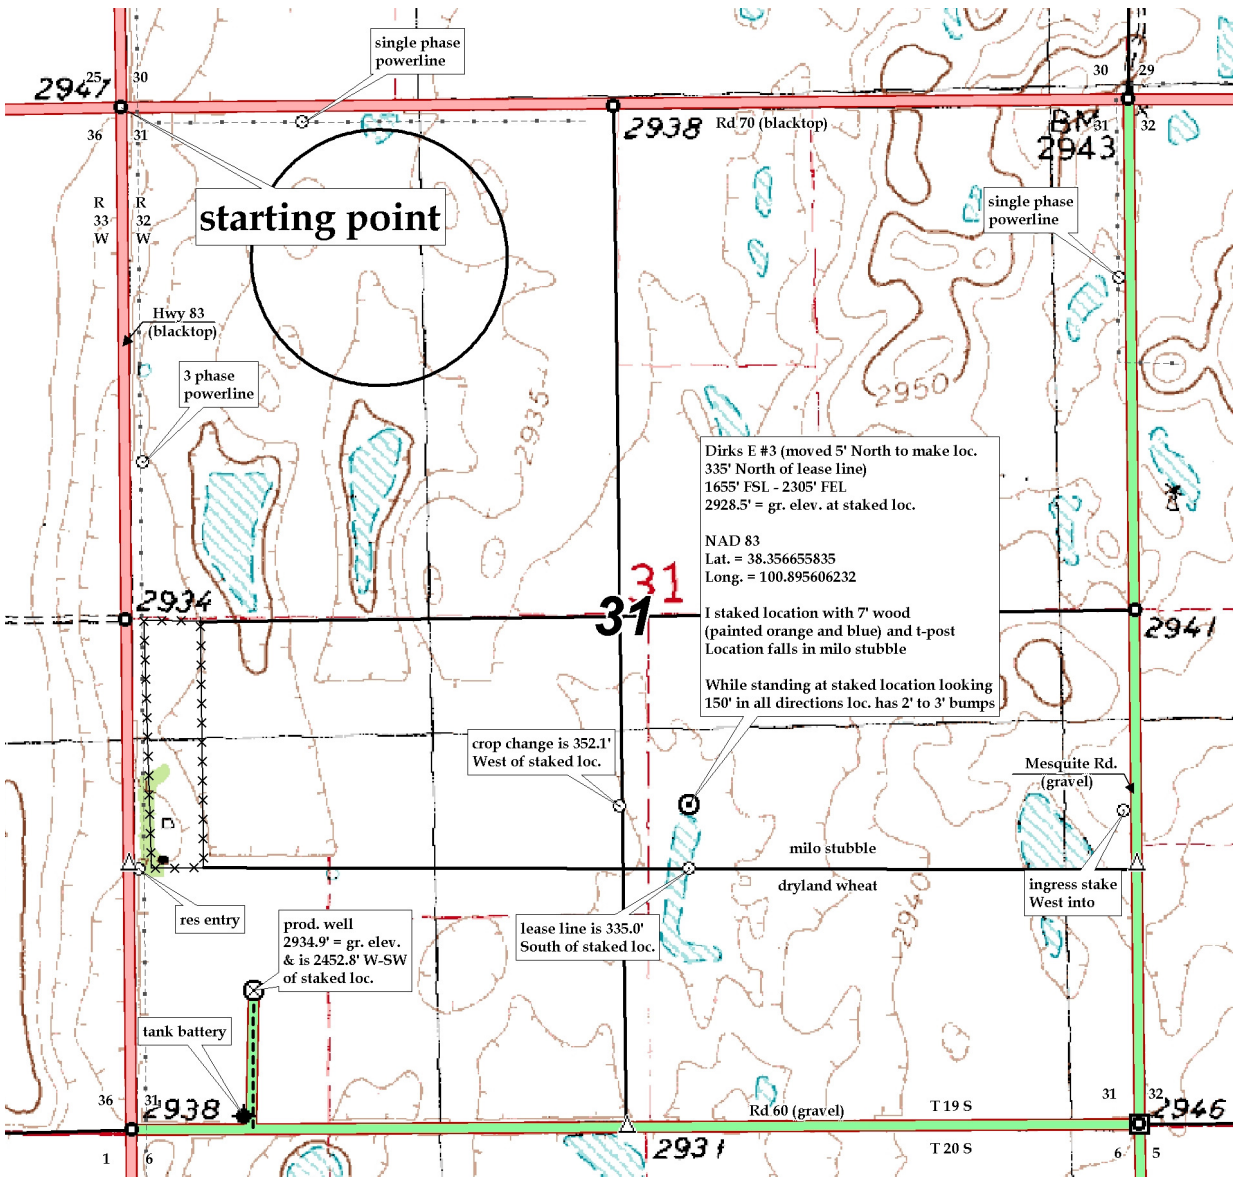 single phase
powerline
25
30
2947
36
31
30
29
2938
Rd 70 (blacktop)
BM
31
32
2943
R
33
W
R
32
W
starting point
single phase
powerline
Hwy 83
(blacktop)
3 phase
powerline
2950
2935
Dirks E #3 (moved 5' North to make loc.
335' North of lease line)
1655' FSL - 2305' FEL
2928.5' = gr. elev. at staked loc.
NAD 83
Lat. = 38.356655835
Long. = 100.895606232
I staked location with 7' wood
(painted orange and blue) and t-post
Location falls in milo stubble
While standing at staked location looking
150' in all directions loc. has 2' to 3' bumps
2934
31
31
2941
crop change is 352.1'
West of staked loc.
Mesquite Rd.
(gravel)
milo stubble
dryland wheat
ingress stake
West into
res entry
prod. well
2934.9' = gr. elev.
& is 2452.8' W-SW
of staked loc.
lease line is 335.0'
South of staked loc.
2940
tank battery
36
31
2938
Rd 60 (gravel)
T 19 S
31
32
2946
1
6
2931
T 20 S
6
5